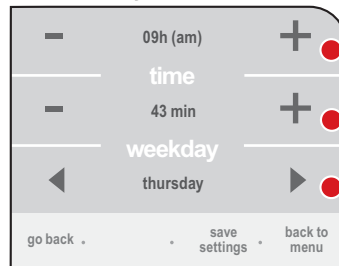 - 09h (am) +
time
- 43 min +
weekday
thursday
go back . . save settings . back to menu